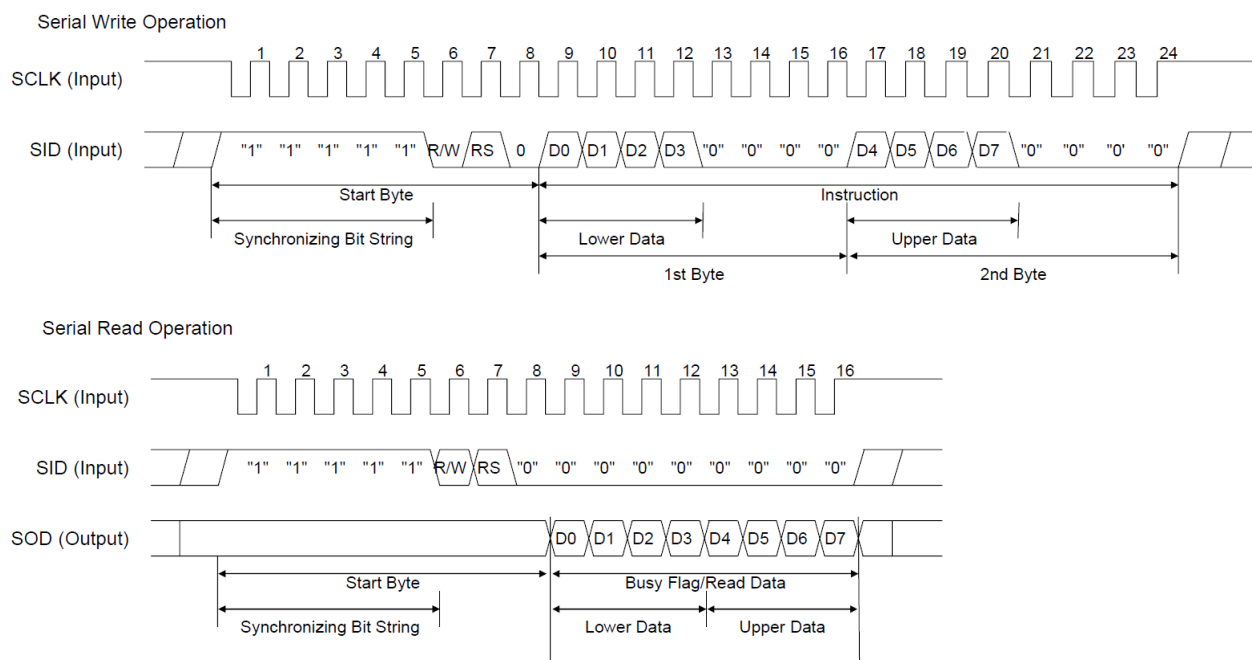 Serial Write Operation
1 2 3 4 5 6 7 8 9 10 11 12 13 14 15 16 17 18 19 20 21 22 23 24
SCLK (Input)
SID (Input) "1" "1" "1" "1" "1" R/W RS 0 D0 D1 D2 D3 "0" "0" "0" "0" D4 D5 D6 D7 "0" "0" "0' "0"
Start Byte Instruction
Synchronizing Bit String Lower Data Upper Data
1st Byte 2nd Byte
Serial Read Operation
1 2 3 4 5 6 7 8 9 10 11 12 13 14 15 16
SCLK (Input)
SID (Input) "1" "1" "1" "1" "1" R/W RS "0" "0" "0" "0" "0" "0" "0" "0" "0"
SOD (Output) D0 D1 D2 D3 D4 D5 D6 D7
Start Byte Busy Flag/Read Data
Synchronizing Bit String Lower Data Upper Data